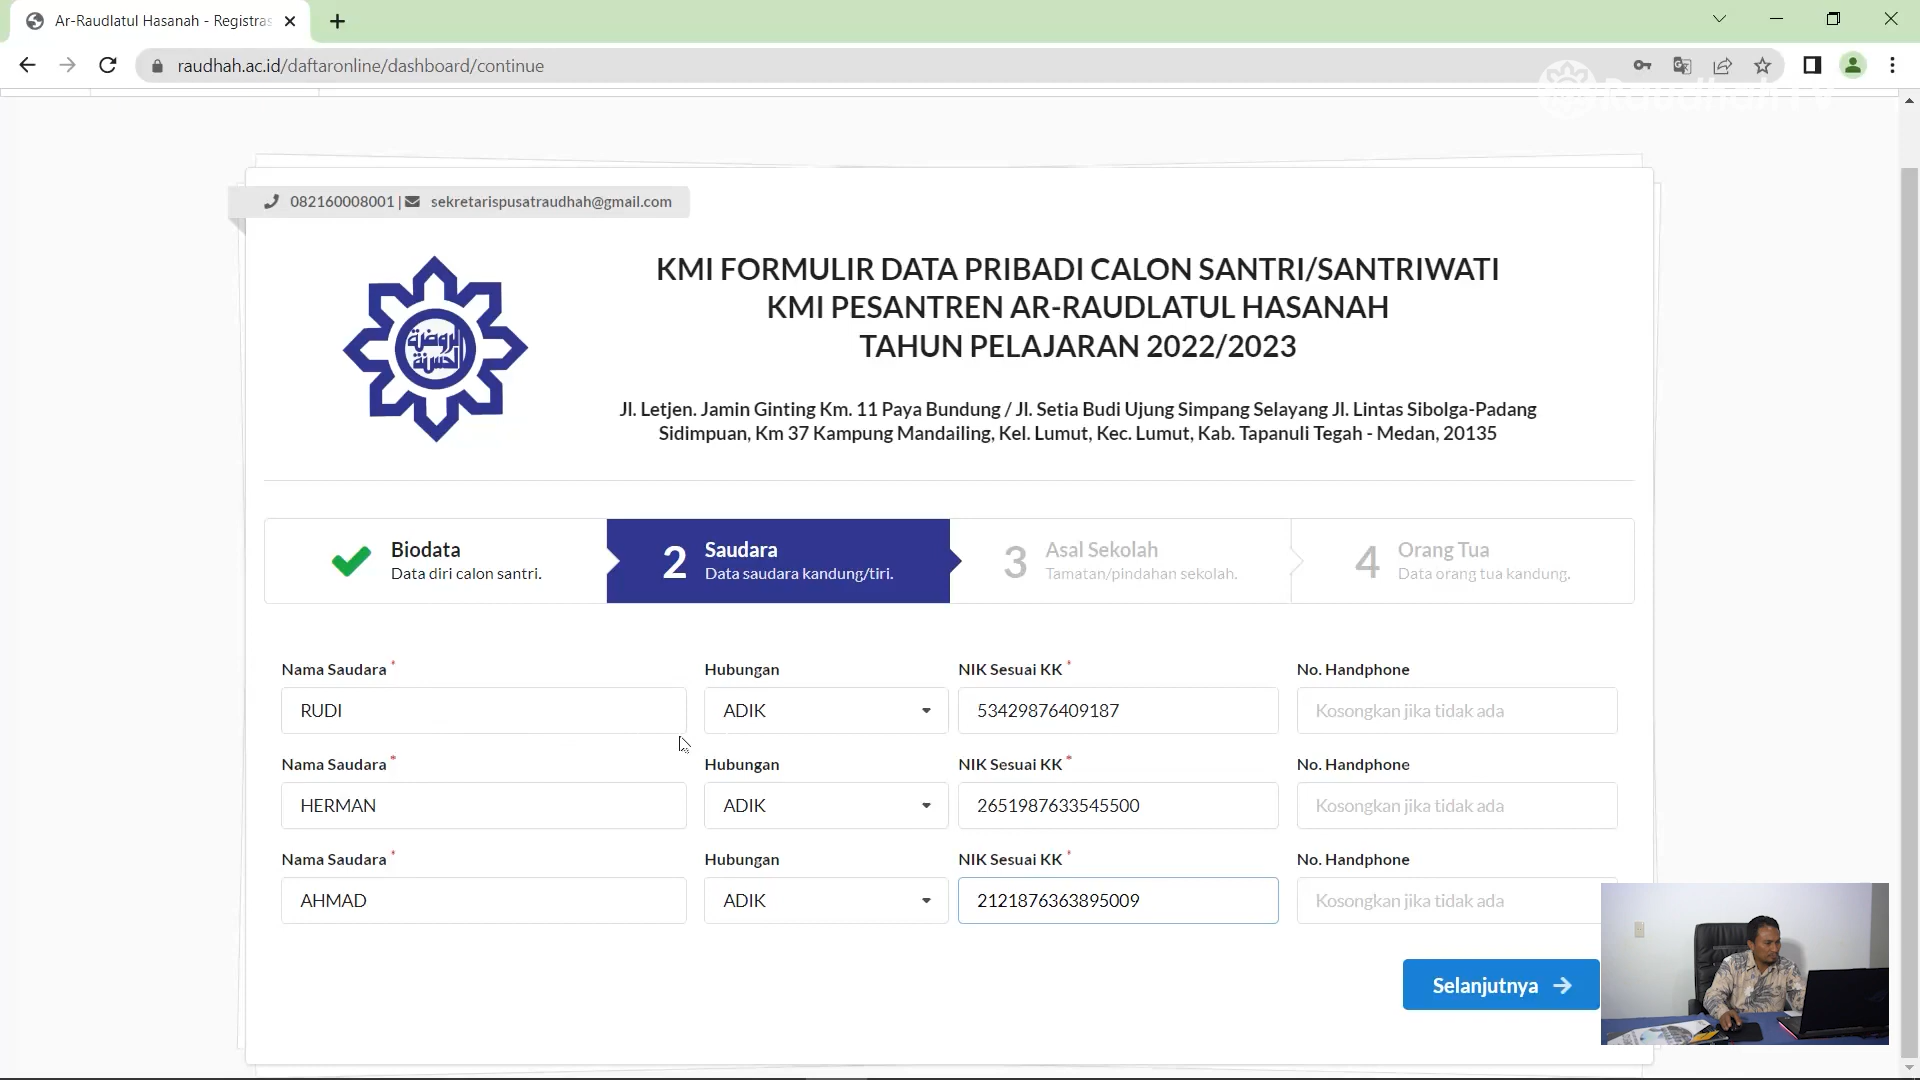 Ar-Raudlatul Hasanah - Registras
raudhah.ac.id/daftaronline/dashboard/continue
082160008001 | sekretarispusatraudhah@gmail.com
KMI FORMULIR DATA PRIBADI CALON SANTRI/SANTRIWATI
KMI PESANTREN AR-RAUDLATUL HASANAH
TAHUN PELAJARAN 2022/2023
الروضة
الحسنة
Jl. Letjen. Jamin Ginting Km. 11 Paya Bundung / Jl. Setia Budi Ujung Simpang Selayang Jl. Lintas Sibolga-Padang
Sidimpuan, Km 37 Kampung Mandailing, Kel. Lumut, Kec. Lumut, Kab. Tapanuli Tegah - Medan, 20135
Biodata
Data diri calon santri.
2 Saudara
Data saudara kandung/tiri.
3 Asal Sekolah
Tamatan/pindahan sekolah.
4 Orang Tua
Data orang tua kandung.
Nama Saudara * Hubungan NIK Sesuai KK * No. Handphone
RUDI ADIK 53429876409187 Kosongkan jika tidak ada
Nama Saudara * Hubungan NIK Sesuai KK * No. Handphone
HERMAN ADIK 2651987633545500 Kosongkan jika tidak ada
Nama Saudara * Hubungan NIK Sesuai KK * No. Handphone
AHMAD ADIK 2121876363895009 Kosongkan jika tidak ada
Selanjutnya